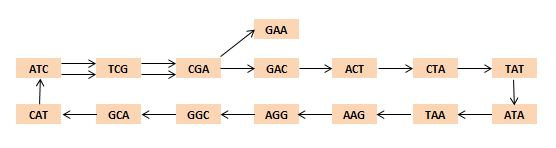 GAA
ATC TCG CGA GAC ACT CTA TAT
CAT GCA GGC AGG AAG TAA ATA